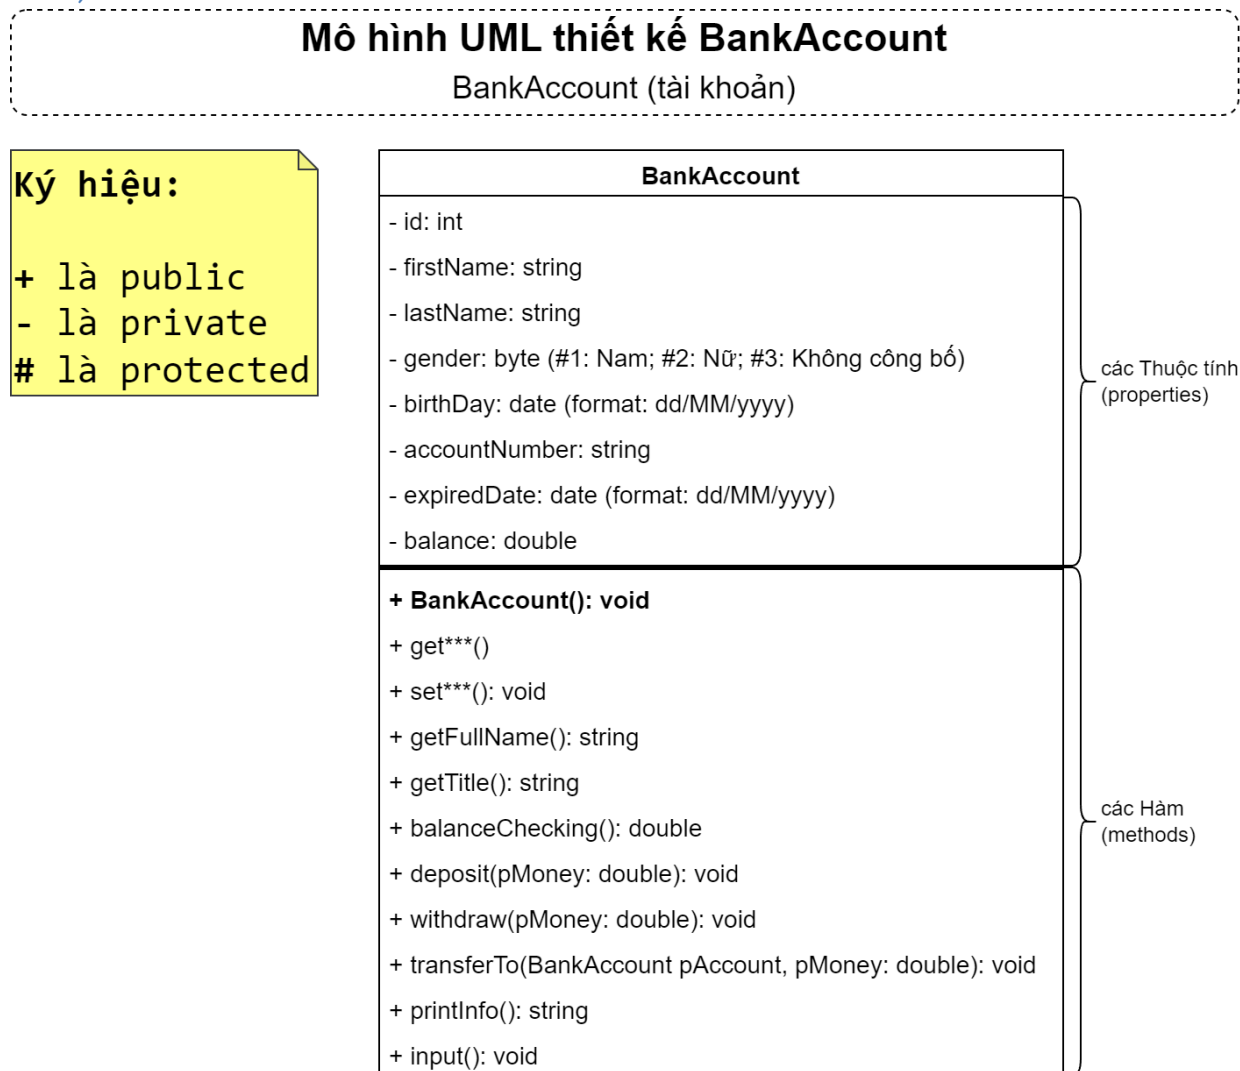 Mô hình UML thiết kế BankAccount
BankAccount (tài khoản)
Ký hiệu:
+ là public
- là private
# là protected
BankAccount
- id: int
- firstName: string
- lastName: string
- gender: byte (#1: Nam; #2: Nữ; #3: Không công bố)
- birthDay: date (format: dd/MM/yyyy)
- accountNumber: string
- expiredDate: date (format: dd/MM/yyyy)
- balance: double
các Thuộc tính
(properties)
+ BankAccount(): void
+ get***()
+ set***(): void
+ getFullName(): string
+ getTitle(): string
+ balanceChecking(): double
+ deposit(pMoney: double): void
+ withdraw(pMoney: double): void
+ transferTo(BankAccount pAccount, pMoney: double): void
+ printInfo(): string
+ input(): void
các Hàm
(methods)